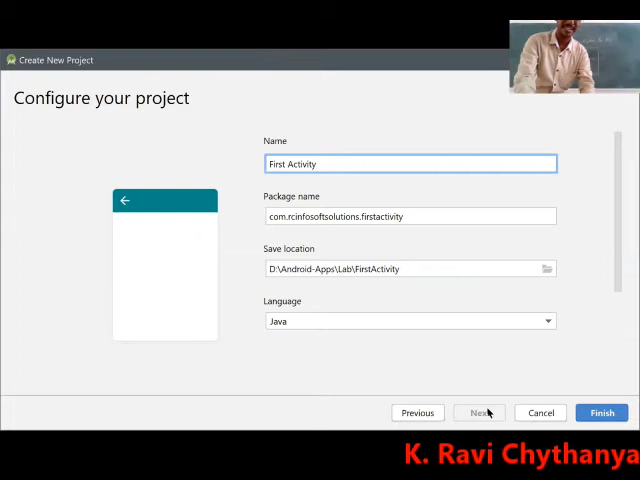 Create New Project
Configure your project
Name
First Activity
Package name
com.rcinfosoftsolutions.firstactivity
Save location
D:\Android-Apps\Lab\FirstActivity
Language
Java
Previous
Next
Cancel
Finish
K. Ravi Chythanya